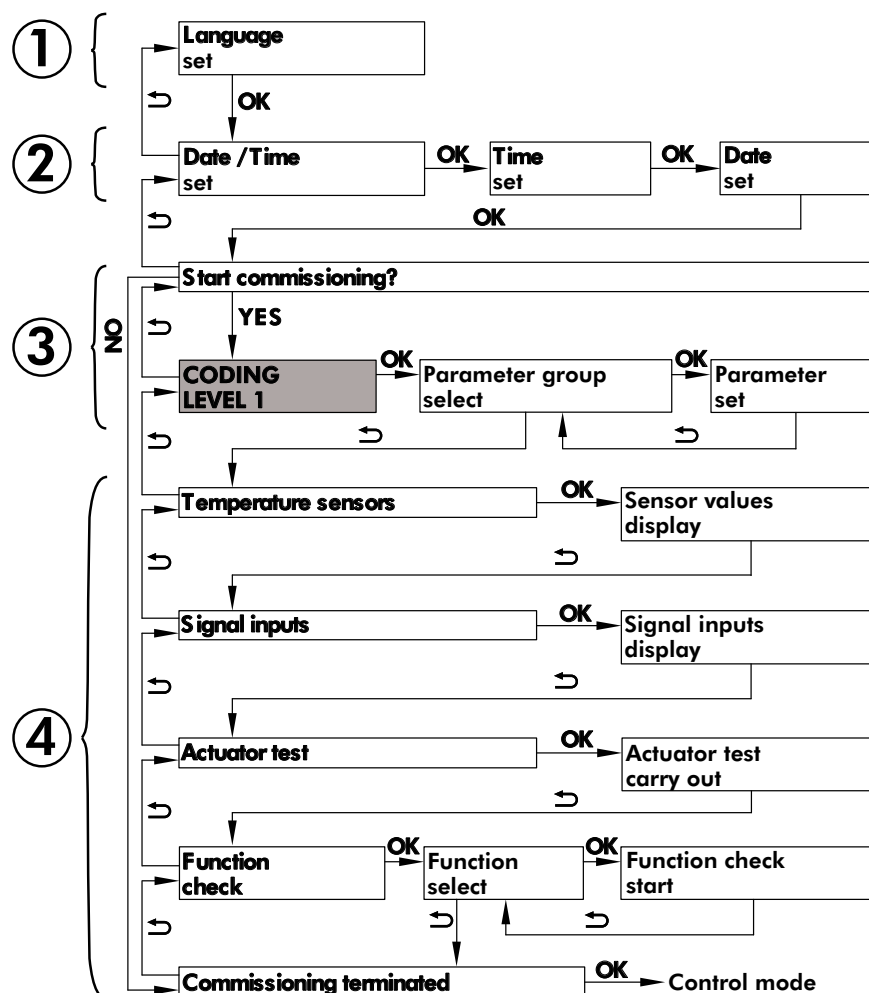 1
Language
set
OK
2
Date / Time
set
OK
Time
set
OK
Date
set
OK
3
Start commissioning?
NO
YES
CODING
LEVEL 1
OK
Parameter group
select
OK
Parameter
set
4
Temperature sensors
OK
Sensor values
display
Signal inputs
OK
Signal inputs
display
Actuator test
OK
Actuator test
carry out
Function
check
OK
Function
select
OK
Function check
start
Commissioning terminated
OK
Control mode